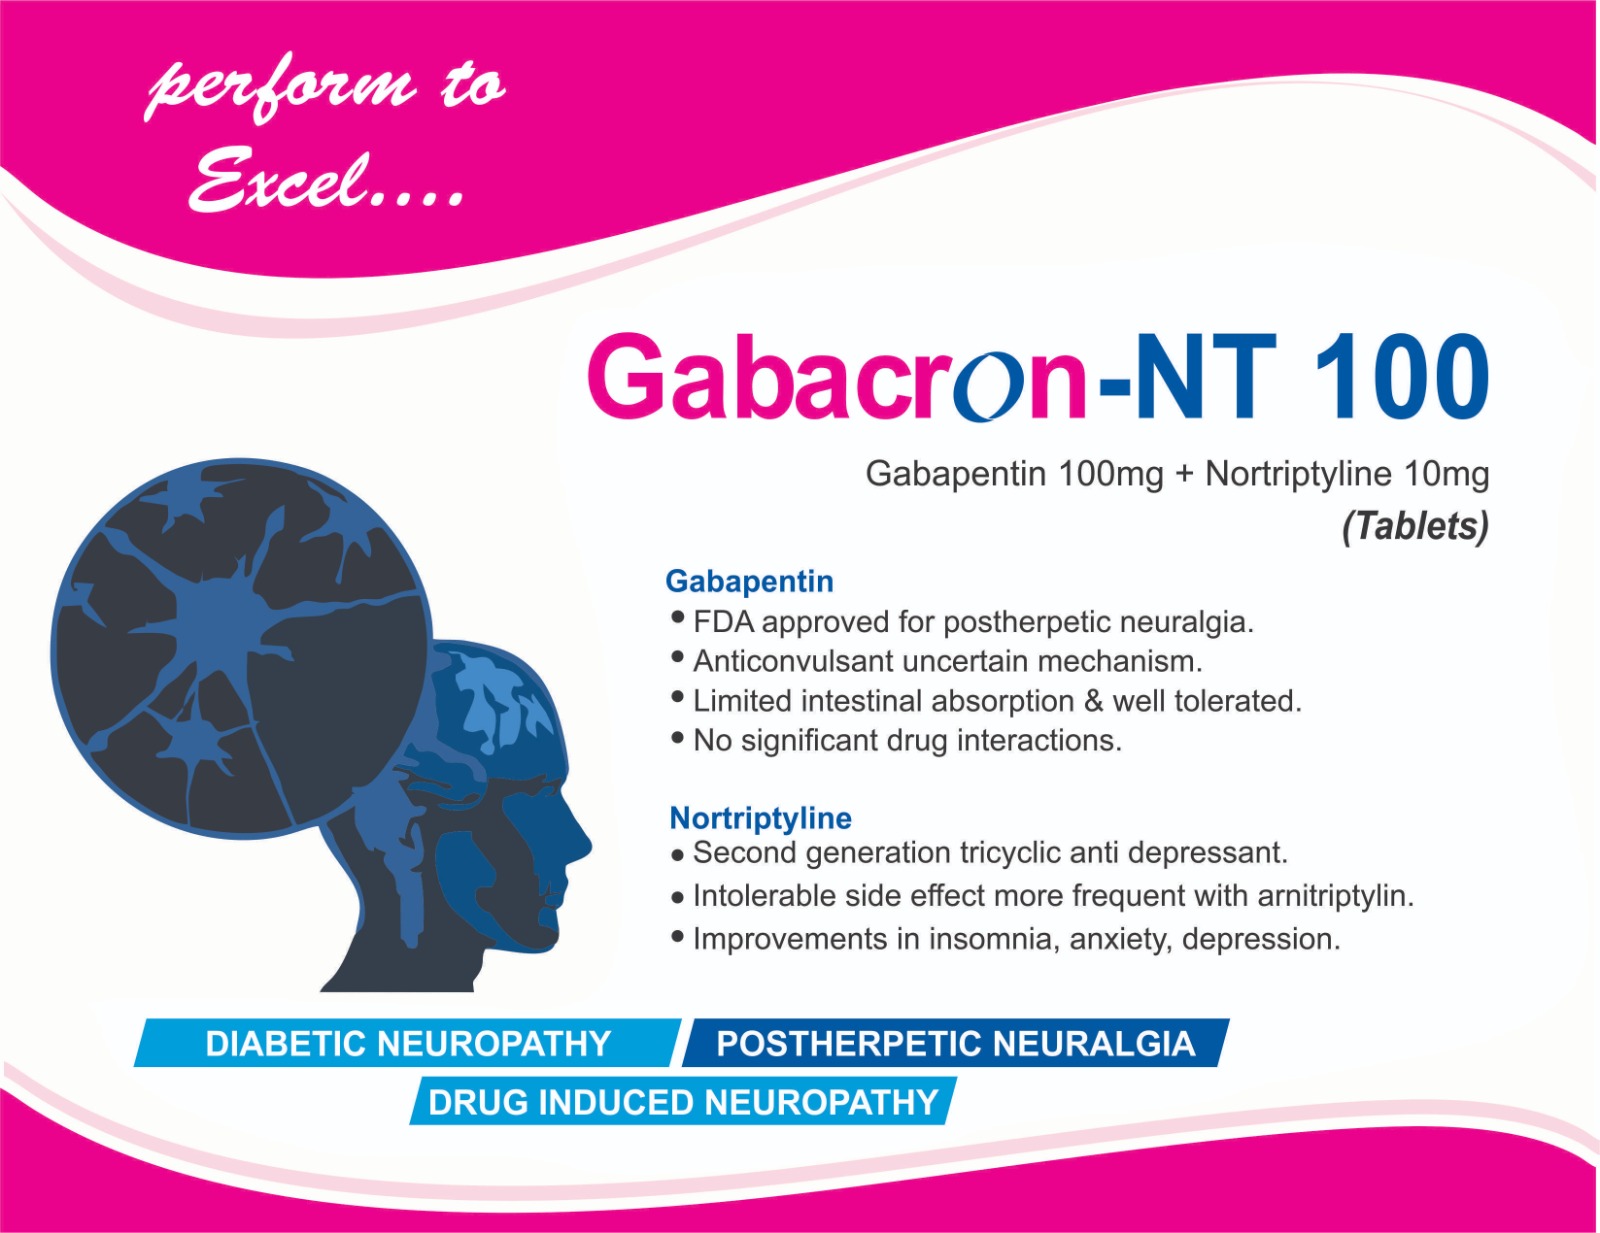 perform to
Excel....
Gabacron-NT 100
Gabapentin 100mg + Nortriptyline 10mg
(Tablets)
Gabapentin
• FDA approved for postherpetic neuralgia.
• Anticonvulsant uncertain mechanism.
• Limited intestinal absorption & well tolerated.
• No significant drug interactions.
Nortriptyline
• Second generation tricyclic anti depressant.
• Intolerable side effect more frequent with arnitriptylin.
• Improvements in insomnia, anxiety, depression.
DIABETIC NEUROPATHY POSTHERPETIC NEURALGIA
DRUG INDUCED NEUROPATHY